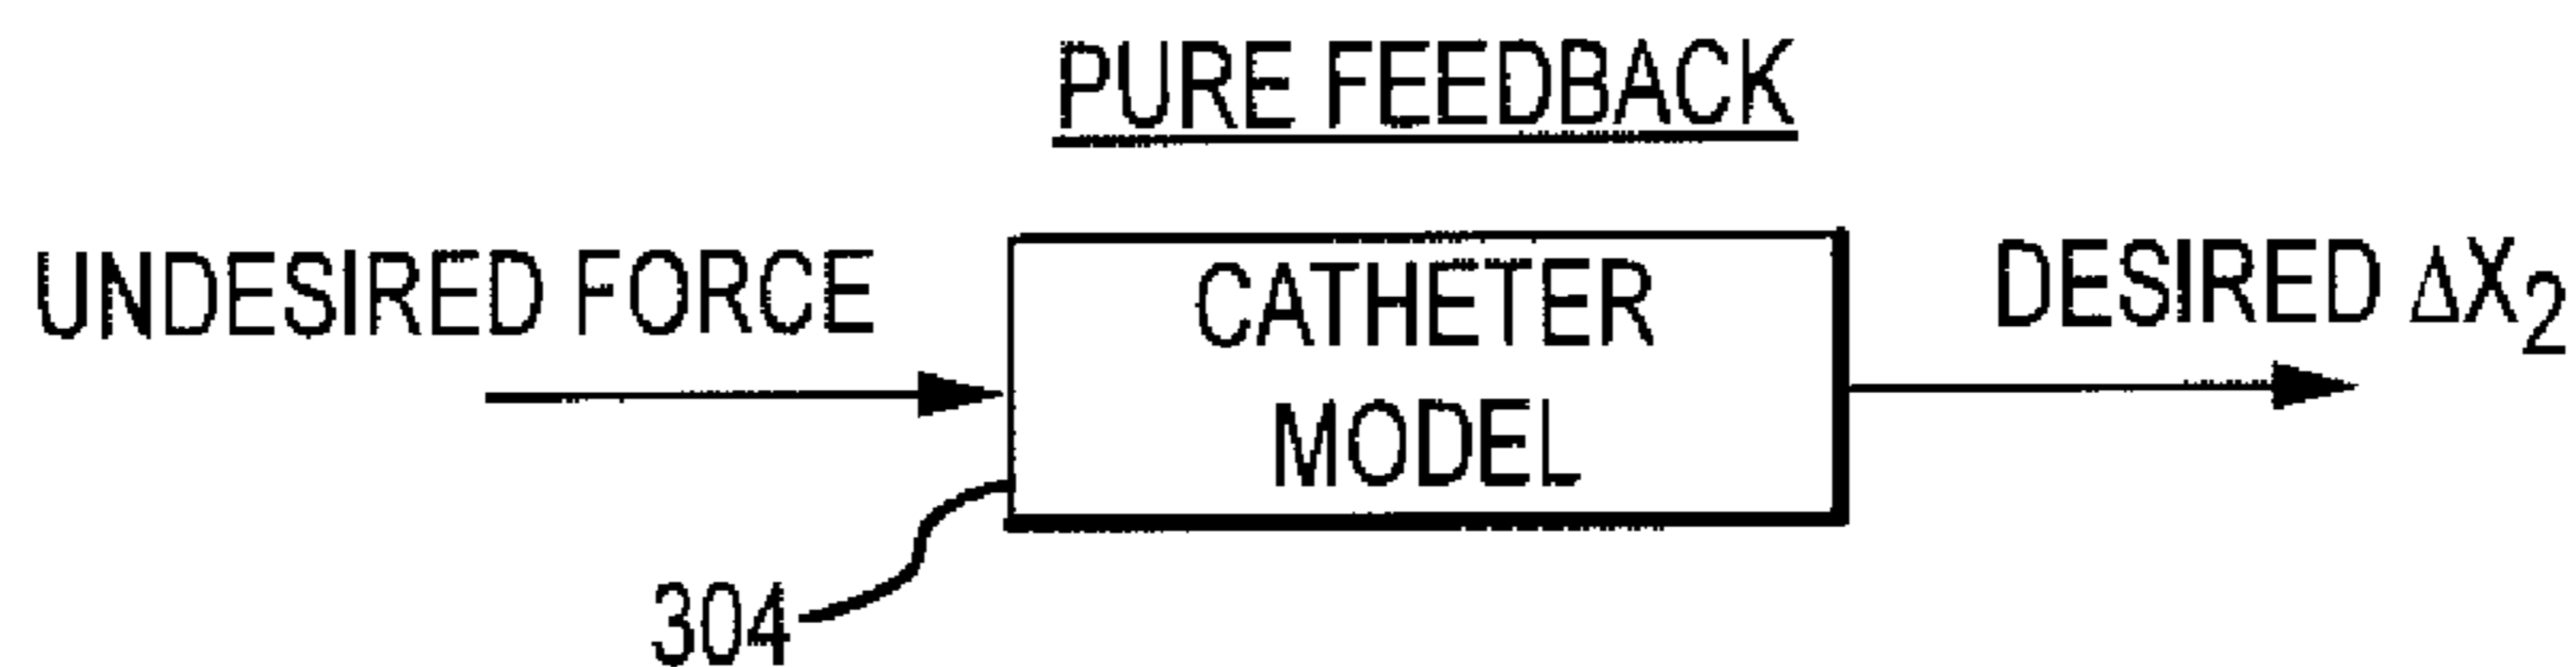 PURE FEEDBACK
UNDESIRED FORCE
CATHETER
MODEL
DESIRED ΔX₂
304